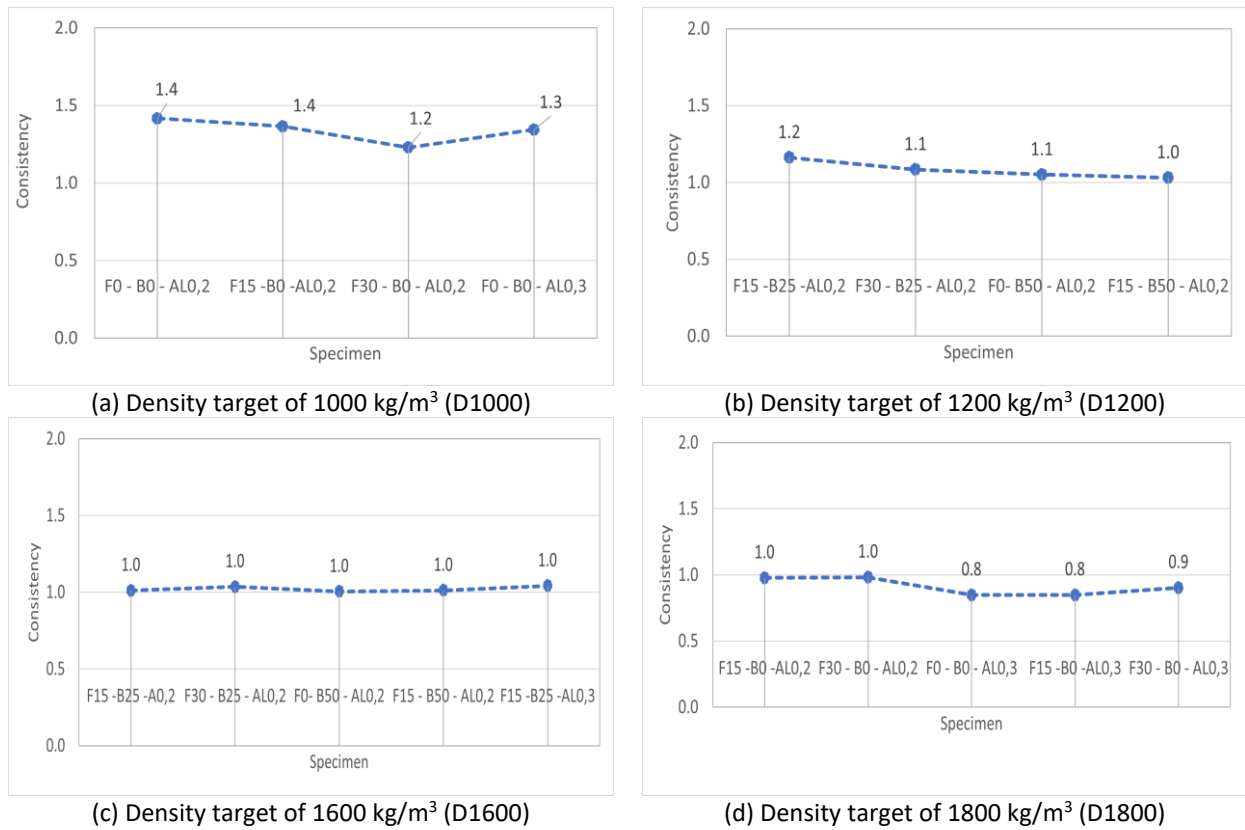 2.0
1.5
1.0
0.5
0.0
Consistency
1.4
1.4
1.2
1.3
F0 - B0 - AL0,2
F15 -B0 -AL0,2
F30 - B0 - AL0,2
F0 - B0 - AL0,3
Specimen
(a) Density target of 1000 kg/m³ (D1000)
2.0
1.5
1.0
0.5
0.0
Consistency
1.2
1.1
1.1
1.0
F15 -B25 -AL0,2
F30 - B25 - AL0,2
F0- B50 - AL0,2
F15 - B50 - AL0,2
Specimen
(b) Density target of 1200 kg/m³ (D1200)
2.0
1.5
1.0
0.5
0.0
Consistency
1.0
1.0
1.0
1.0
1.0
F15 -B25 -A0,2
F30 - B25 - AL0,2
F0- B50 - AL0,2
F15 - B50 - AL0,2
F15 -B25 -AL0,3
Specimen
(c) Density target of 1600 kg/m³ (D1600)
2.0
1.5
1.0
0.5
0.0
Consistency
1.0
1.0
0.8
0.8
0.9
F15 -B0 -AL0,2
F30 - B0 - AL0,2
F0 - B0 - AL0,3
F15 -B0 -AL0,3
F30 - B0 - AL0,3
Specimen
(d) Density target of 1800 kg/m³ (D1800)